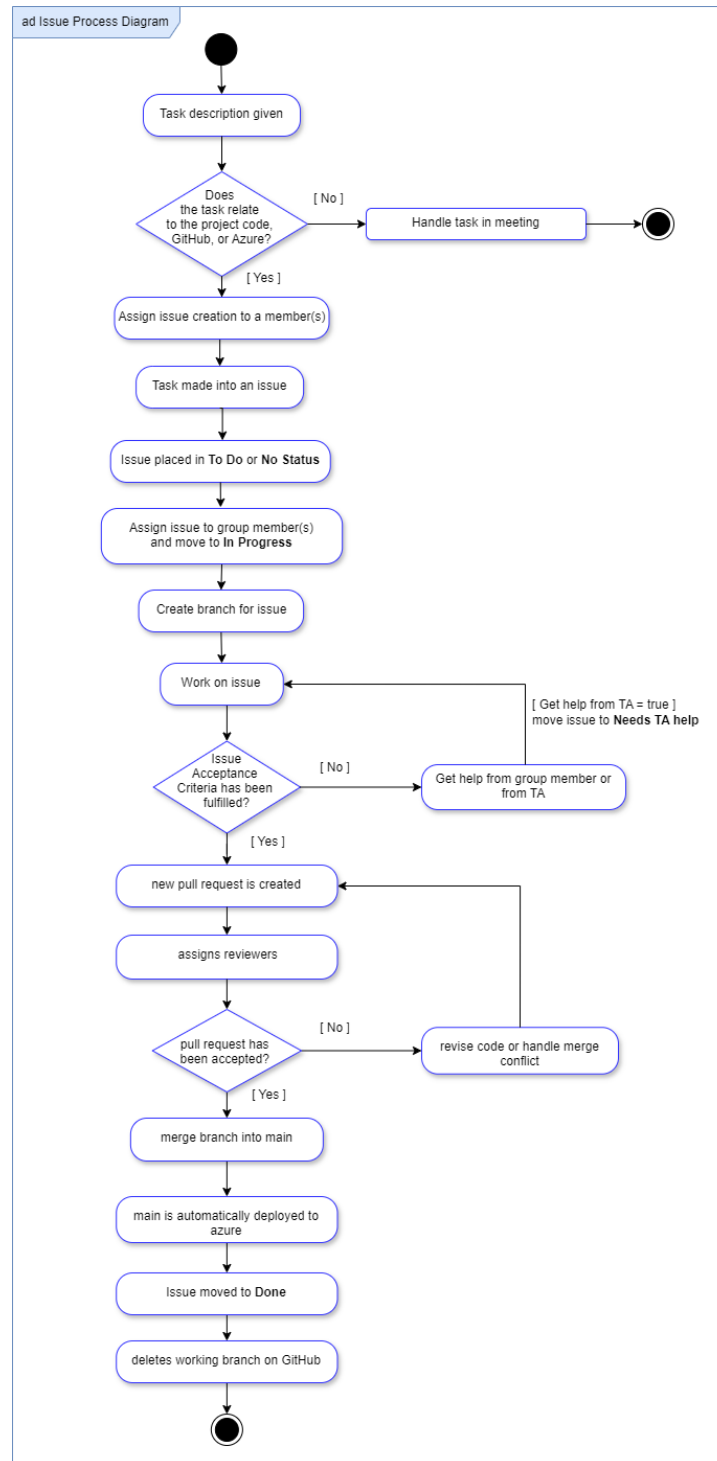 ad Issue Process Diagram
Task description given
Does
the task relate
to the project code,
GitHub, or Azure?
[ No ]
Handle task in meeting
[ Yes ]
Assign issue creation to a member(s)
Task made into an issue
Issue placed in To Do or No Status
Assign issue to group member(s)
and move to In Progress
Create branch for issue
Work on issue
[ Get help from TA = true ]
move issue to Needs TA help
Issue
Acceptance
Criteria has been
fulfilled?
[ No ]
Get help from group member or
from TA
[ Yes ]
new pull request is created
assigns reviewers
pull request has
been accepted?
[ No ]
revise code or handle merge
conflict
[ Yes ]
merge branch into main
main is automatically deployed to
azure
Issue moved to Done
deletes working branch on GitHub